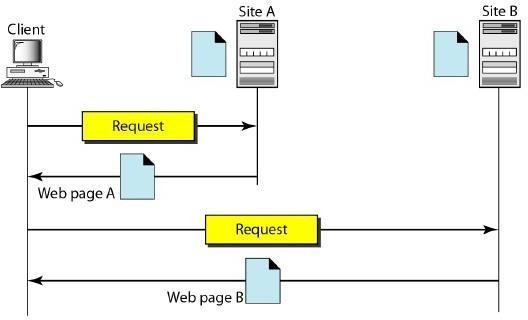 Client
Site A
Site B
Request
Web page A
Request
Web page B